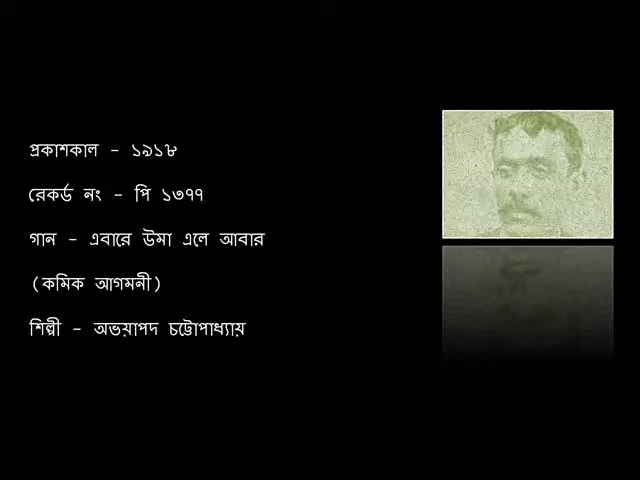 প্রকাশকাল - ১৯১৮
রেকর্ড নং - পি ১৩৭৭
গান - এবারে উমা এলে আবার
(কমিক আগমনী)
শিল্পী - অভয়াপদ চট্টোপাধ্যায়